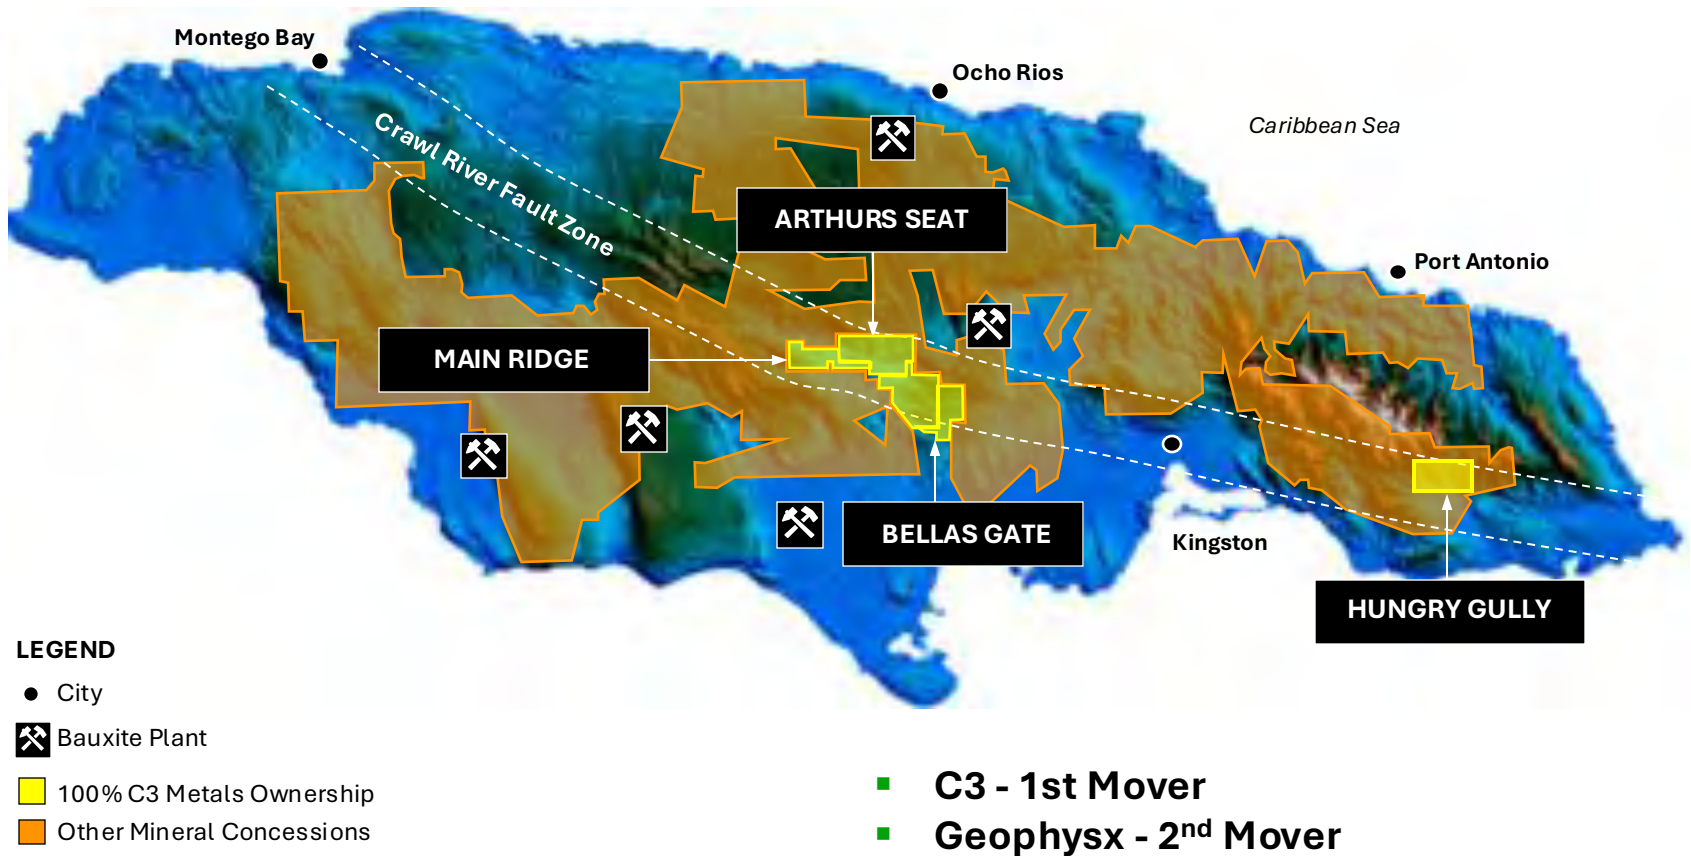 Montego Bay
Ocho Rios
Caribbean Sea
Crawl River Fault Zone
ARTHURS SEAT
Port Antonio
MAIN RIDGE
BELLAS GATE
Kingston
HUNGRY GULLY
LEGEND
City
Bauxite Plant
100% C3 Metals Ownership
Other Mineral Concessions
C3 - 1st Mover
Geophysx - 2nd Mover